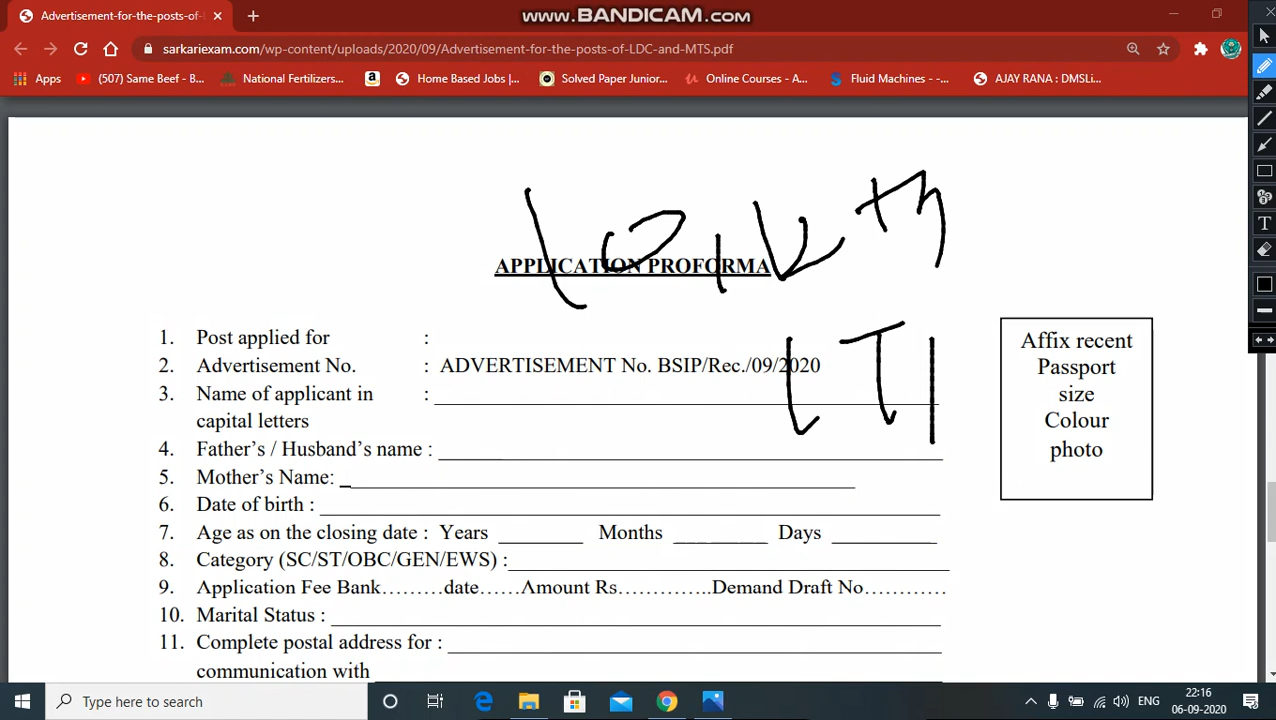 Advertisement-for-the-posts-of-
www.BANDICAM.com
sarkariexam.com/wp-content/uploads/2020/09/Advertisement-for-the-posts-of-LDC-and-MTS.pdf
Apps (507) Same Beef - B... National Fertilizers... Home Based Jobs |... Solved Paper Junior... Online Courses - A... Fluid Machines - -... AJAY RANA : DMSLi...
APPLICATION PROFORMA
1. Post applied for :
2. Advertisement No. : ADVERTISEMENT No. BSIP/Rec./09/2020
3. Name of applicant in : 
capital letters
4. Father's / Husband's name :
5. Mother's Name:
6. Date of birth :
7. Age as on the closing date : Years Months Days
8. Category (SC/ST/OBC/GEN/EWS) :
9. Application Fee Bank………date……Amount Rs…………..Demand Draft No…………
10. Marital Status :
11. Complete postal address for :
communication with
Affix recent
Passport
size
Colour
photo
ITI
Type here to search
ENG
22:16
06-09-2020